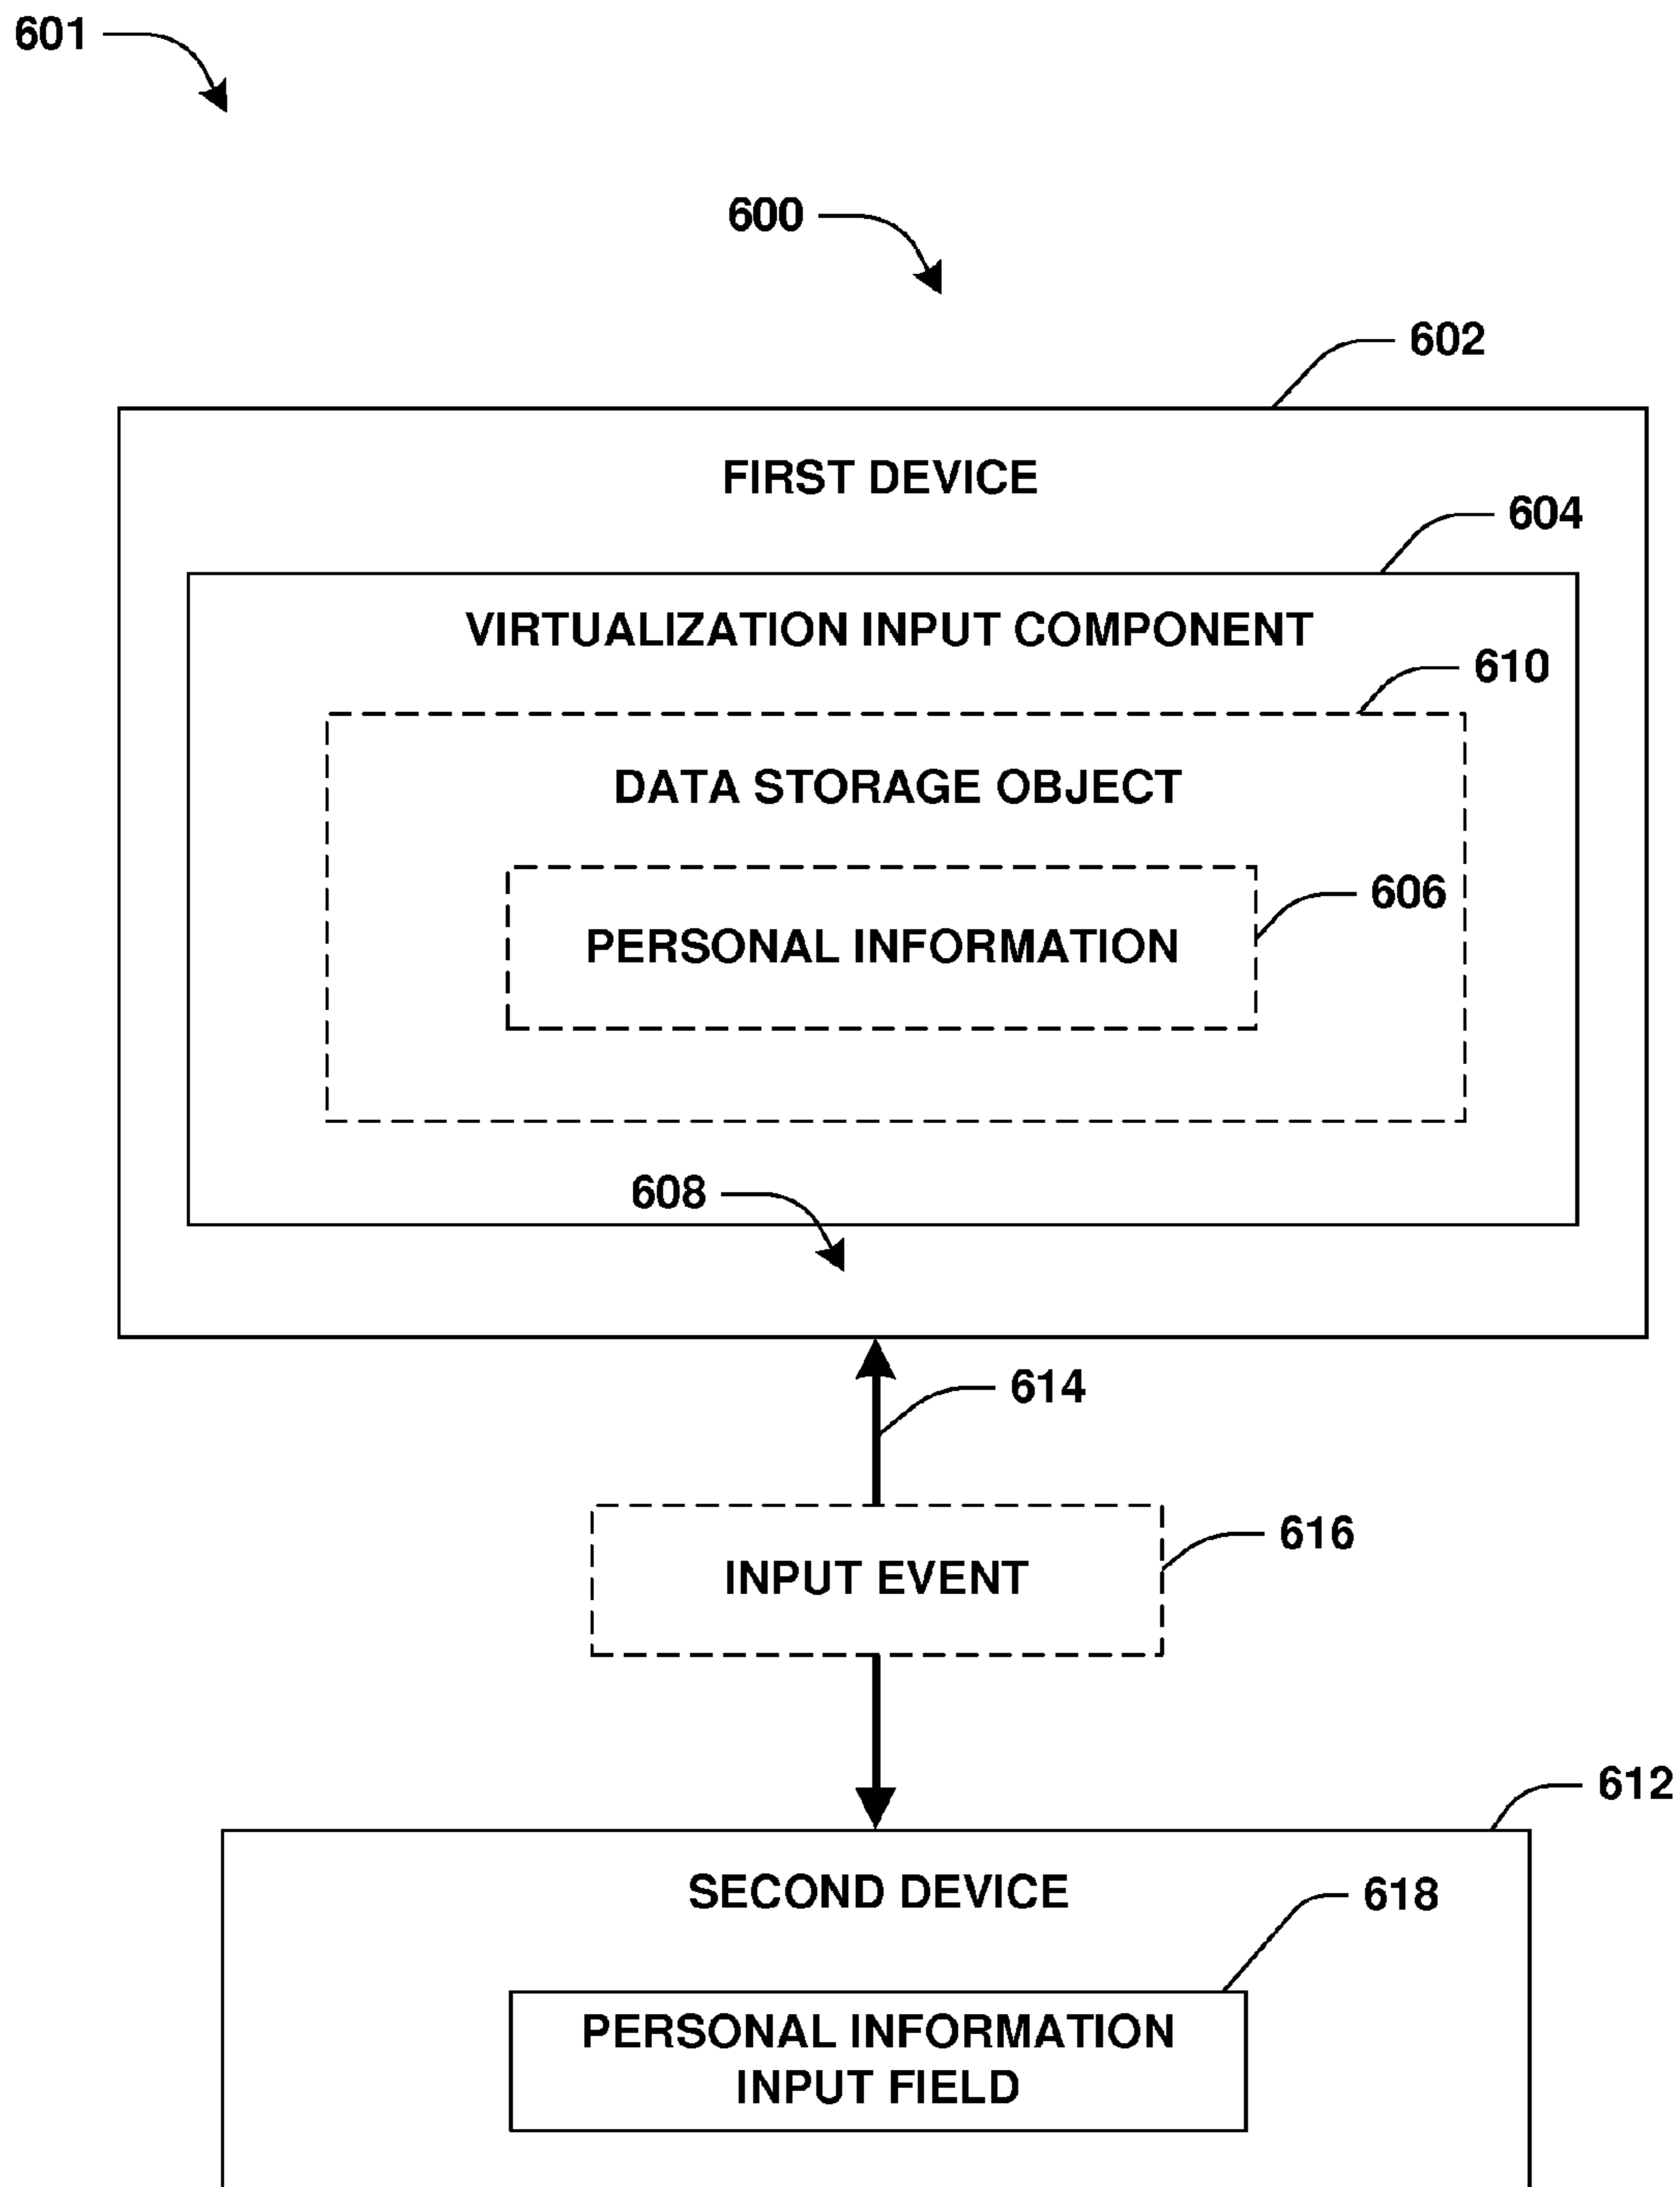 601
600
602
FIRST DEVICE
604
VIRTUALIZATION INPUT COMPONENT
610
DATA STORAGE OBJECT
606
PERSONAL INFORMATION
608
614
616
INPUT EVENT
612
SECOND DEVICE
618
PERSONAL INFORMATION
INPUT FIELD